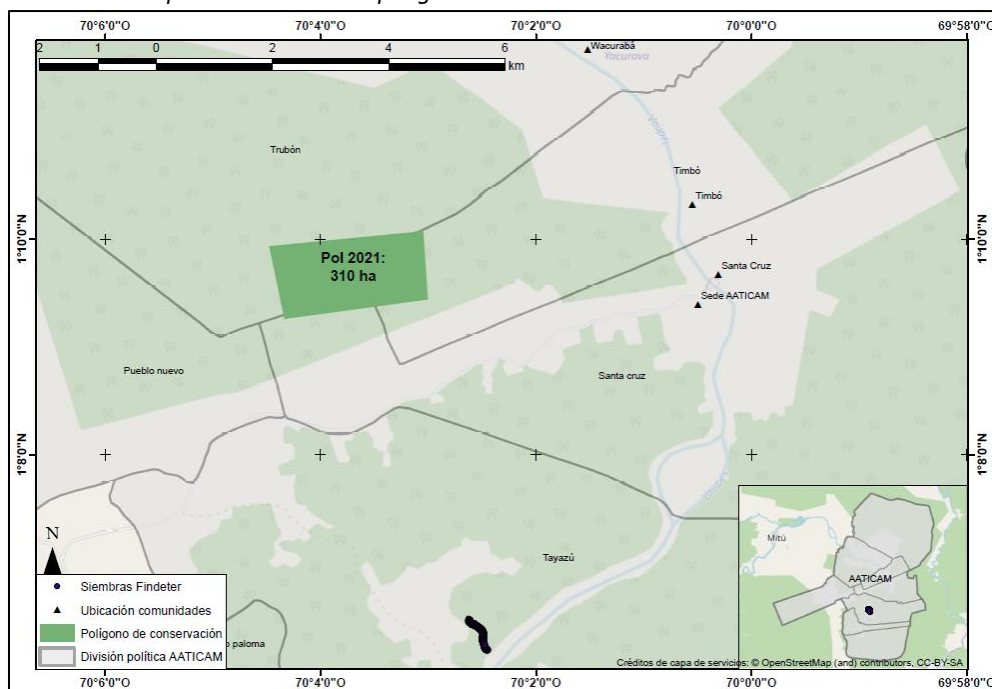 70°6'0"O 70°4'0"O 70°2'0"O 70°0'0"O 69°58'0"O
2 1 0 2 4 6
km
Wacurabá
Yacurava
Vaupés
Trubón
Timbó
Timbó
1°10'0"N 1°10'0"N
Pol 2021:
310 ha
Santa Cruz
Sede AATICAM
Pueblo nuevo
Santa cruz
1°8'0"N 1°8'0"N
Vaupés
Mitú
N
Tayazú
AATICAM
Siembras Findeter
Ubicación comunidades
Polígono de conservación
División política AATICAM
paloma
Créditos de capa de servicios: © OpenStreetMap (and) contributors, CC-BY-SA
70°6'0"O 70°4'0"O 70°2'0"O 70°0'0"O 69°58'0"O